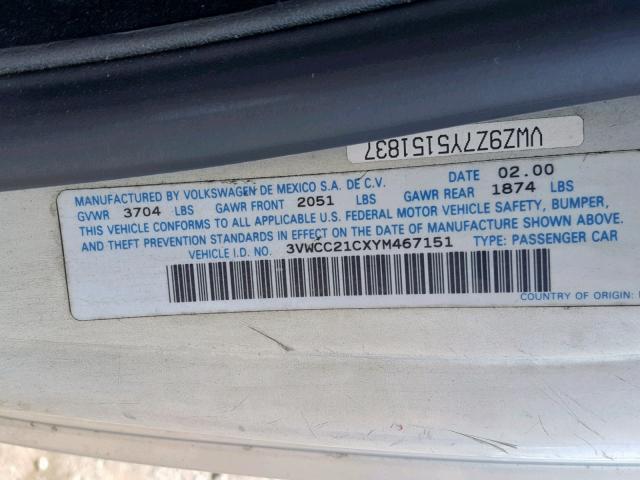 VWZ9Z7Y5151837
MANUFACTURED BY VOLKSWAGEN DE MEXICO S.A. DE C.V. DATE 02.00
GVWR 3704 LBS GAWR FRONT 2051 LBS GAWR REAR 1874 LBS
THIS VEHICLE CONFORMS TO ALL APPLICABLE U.S. FEDERAL MOTOR VEHICLE SAFETY, BUMPER,
AND THEFT PREVENTION STANDARDS IN EFFECT ON THE DATE OF MANUFACTURE SHOWN ABOVE.
VEHICLE I.D. NO. 3VWCC21CXYM467151 TYPE: PASSENGER CAR
COUNTRY OF ORIGIN: